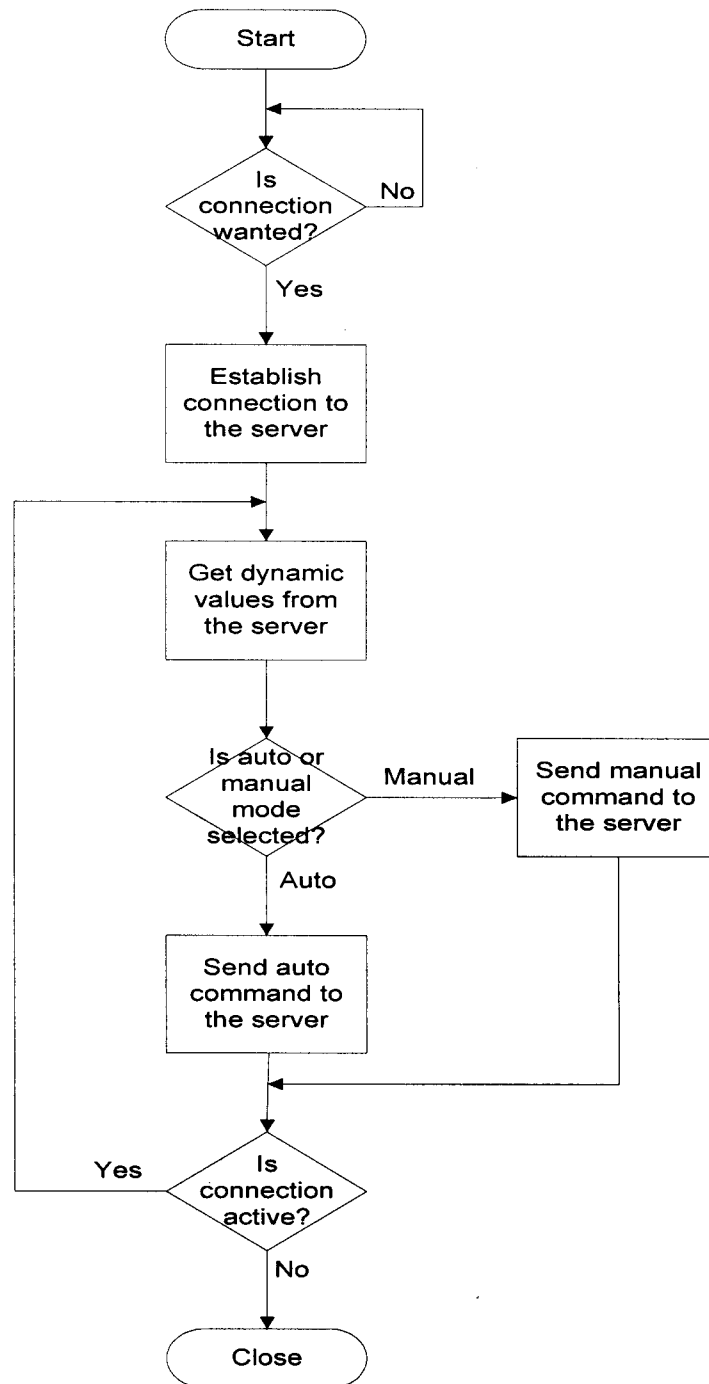 Start
Is
connection
wanted?
No
Yes
Establish
connection to
the server
Get dynamic
values from
the server
Is auto or
manual
mode
selected?
Manual
Send manual
command to
the server
Auto
Send auto
command to
the server
Is
connection
active?
Yes
No
Close